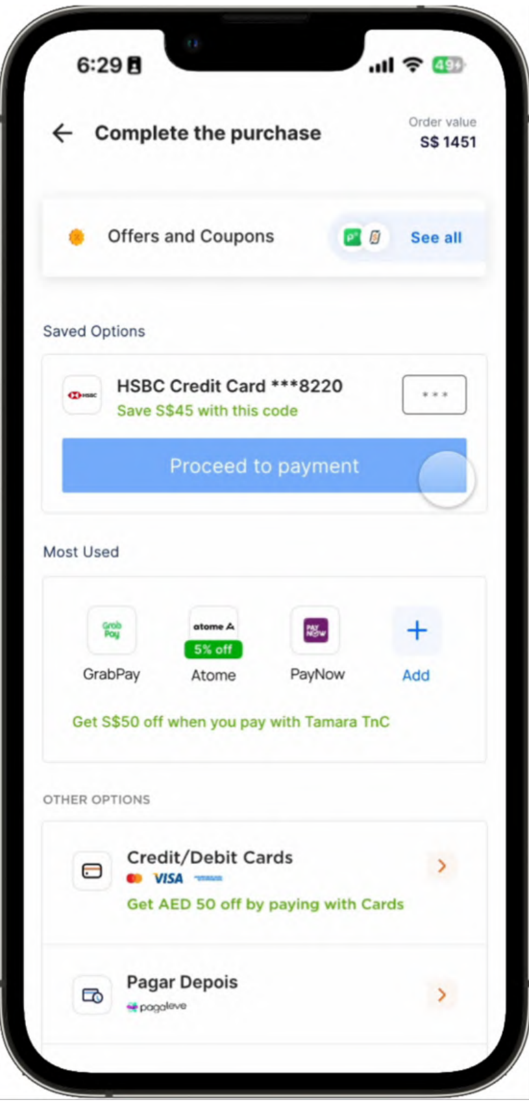 6:29
49
Complete the purchase
Order value
S$ 1451
Offers and Coupons
See all
Saved Options
HSBC
HSBC Credit Card ***8220
Save S$45 with this code
***
Proceed to payment
Most Used
Grab
Pay
atome A
PAY
NOW
5% off
GrabPay
Atome
PayNow
Add
Get S$50 off when you pay with Tamara TnC
OTHER OPTIONS
Credit/Debit Cards
VISA
Get AED 50 off by paying with Cards
Pagar Depois
pagaleve